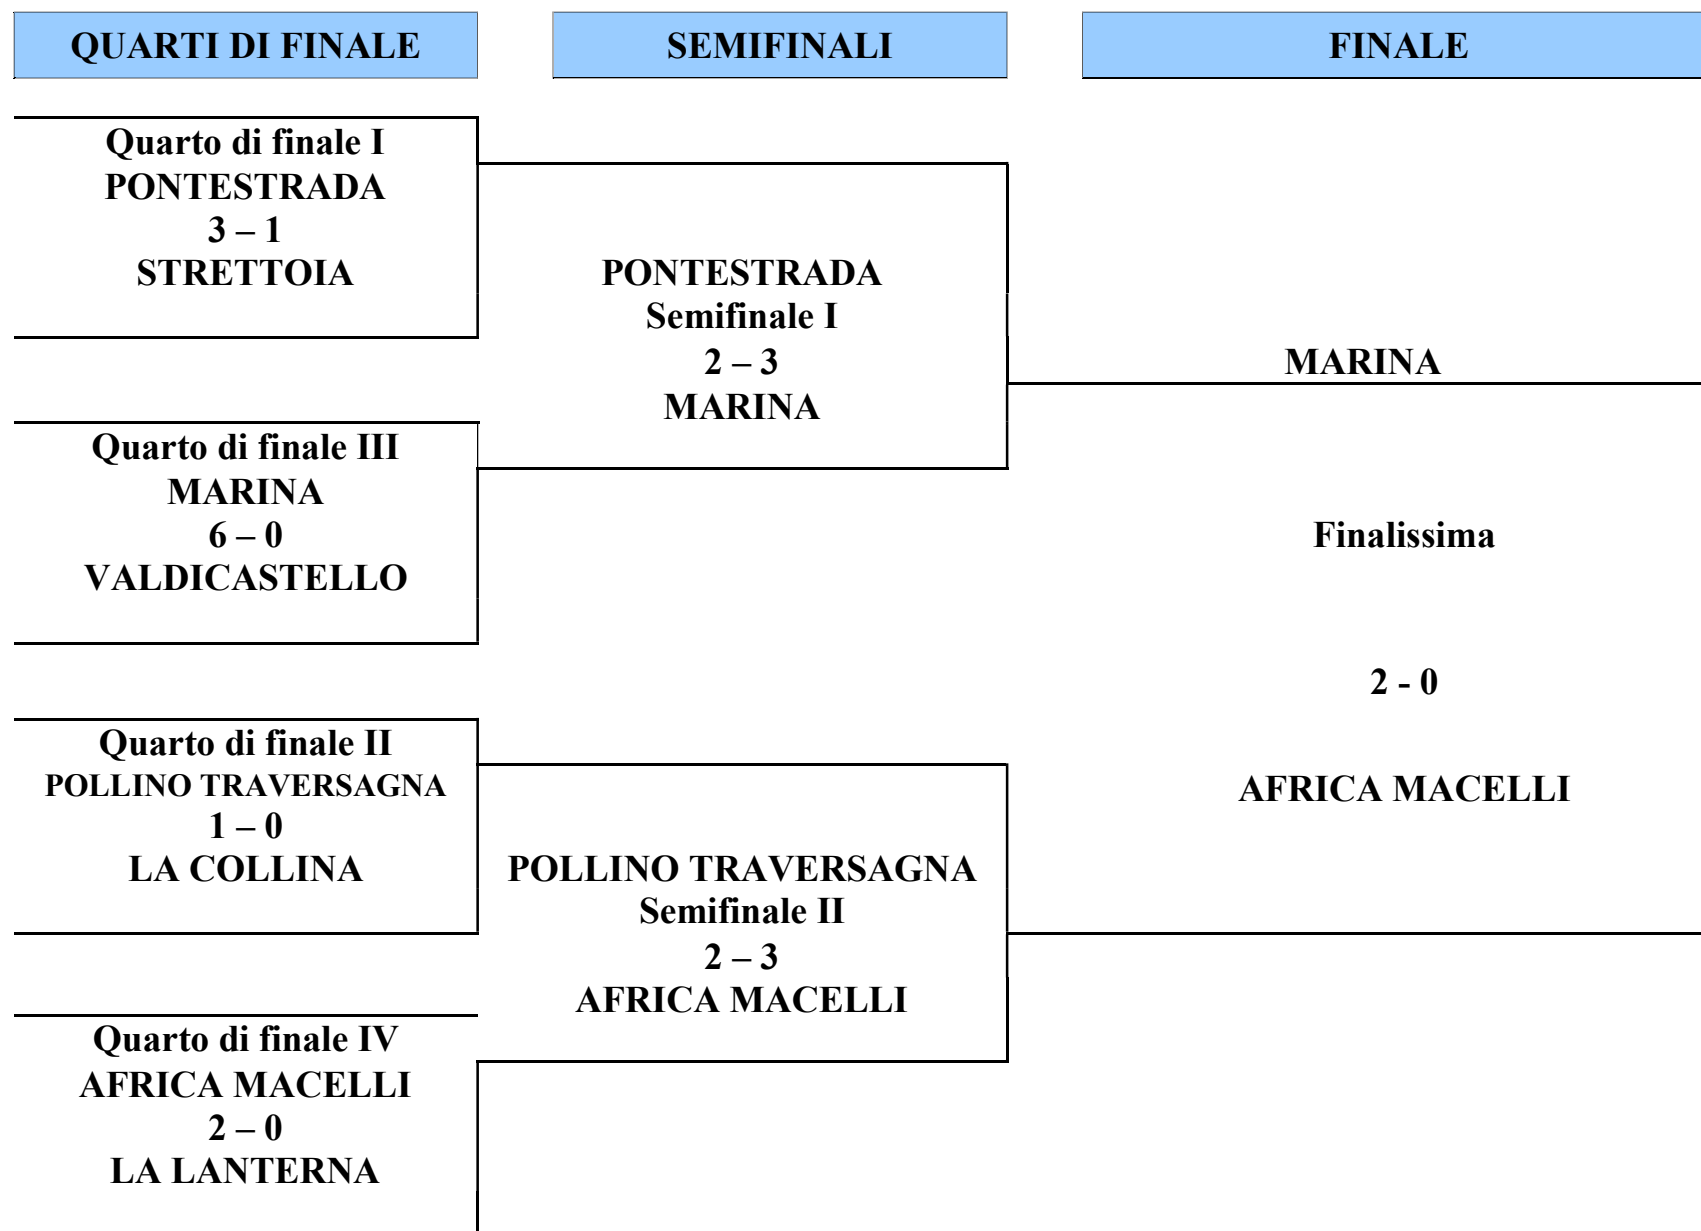 QUARTI DI FINALE
SEMIFINALI
FINALE
Quarto di finale I
PONTESTRADA
3 – 1
STRETTOIA
Quarto di finale III
MARINA
6 – 0
VALDICASTELLO
Quarto di finale II
POLLINO TRAVERSAGNA
1 – 0
LA COLLINA
Quarto di finale IV
AFRICA MACELLI
2 – 0
LA LANTERNA
PONTESTRADA
Semifinale I
2 – 3
MARINA
POLLINO TRAVERSAGNA
Semifinale II
2 – 3
AFRICA MACELLI
MARINA
Finalissima
2 - 0
AFRICA MACELLI